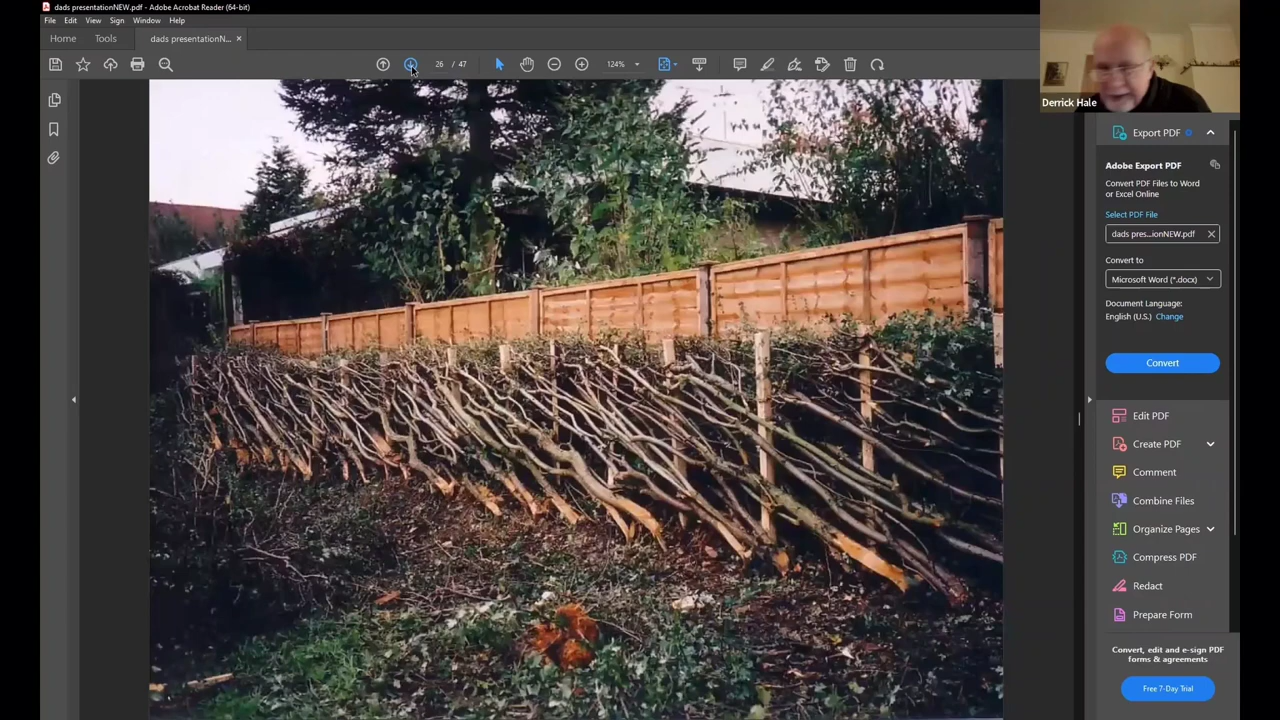 dads presentationNEW.pdf - Adobe Acrobat Reader (64-bit)
File Edit View Sign Window Help
Home Tools dads presentationN... ×
26 / 47 124%
Derrick Hale
Export PDF
Adobe Export PDF
Convert PDF Files to Word
or Excel Online
Select PDF File
dads pres...ionNEW.pdf
Convert to
Microsoft Word (*.docx)
Document Language:
English (U.S.) Change
Convert
Edit PDF
Create PDF
Comment
Combine Files
Organize Pages
Compress PDF
Redact
Prepare Form
Convert, edit and e-sign PDF
forms & agreements
Free 7-Day Trial